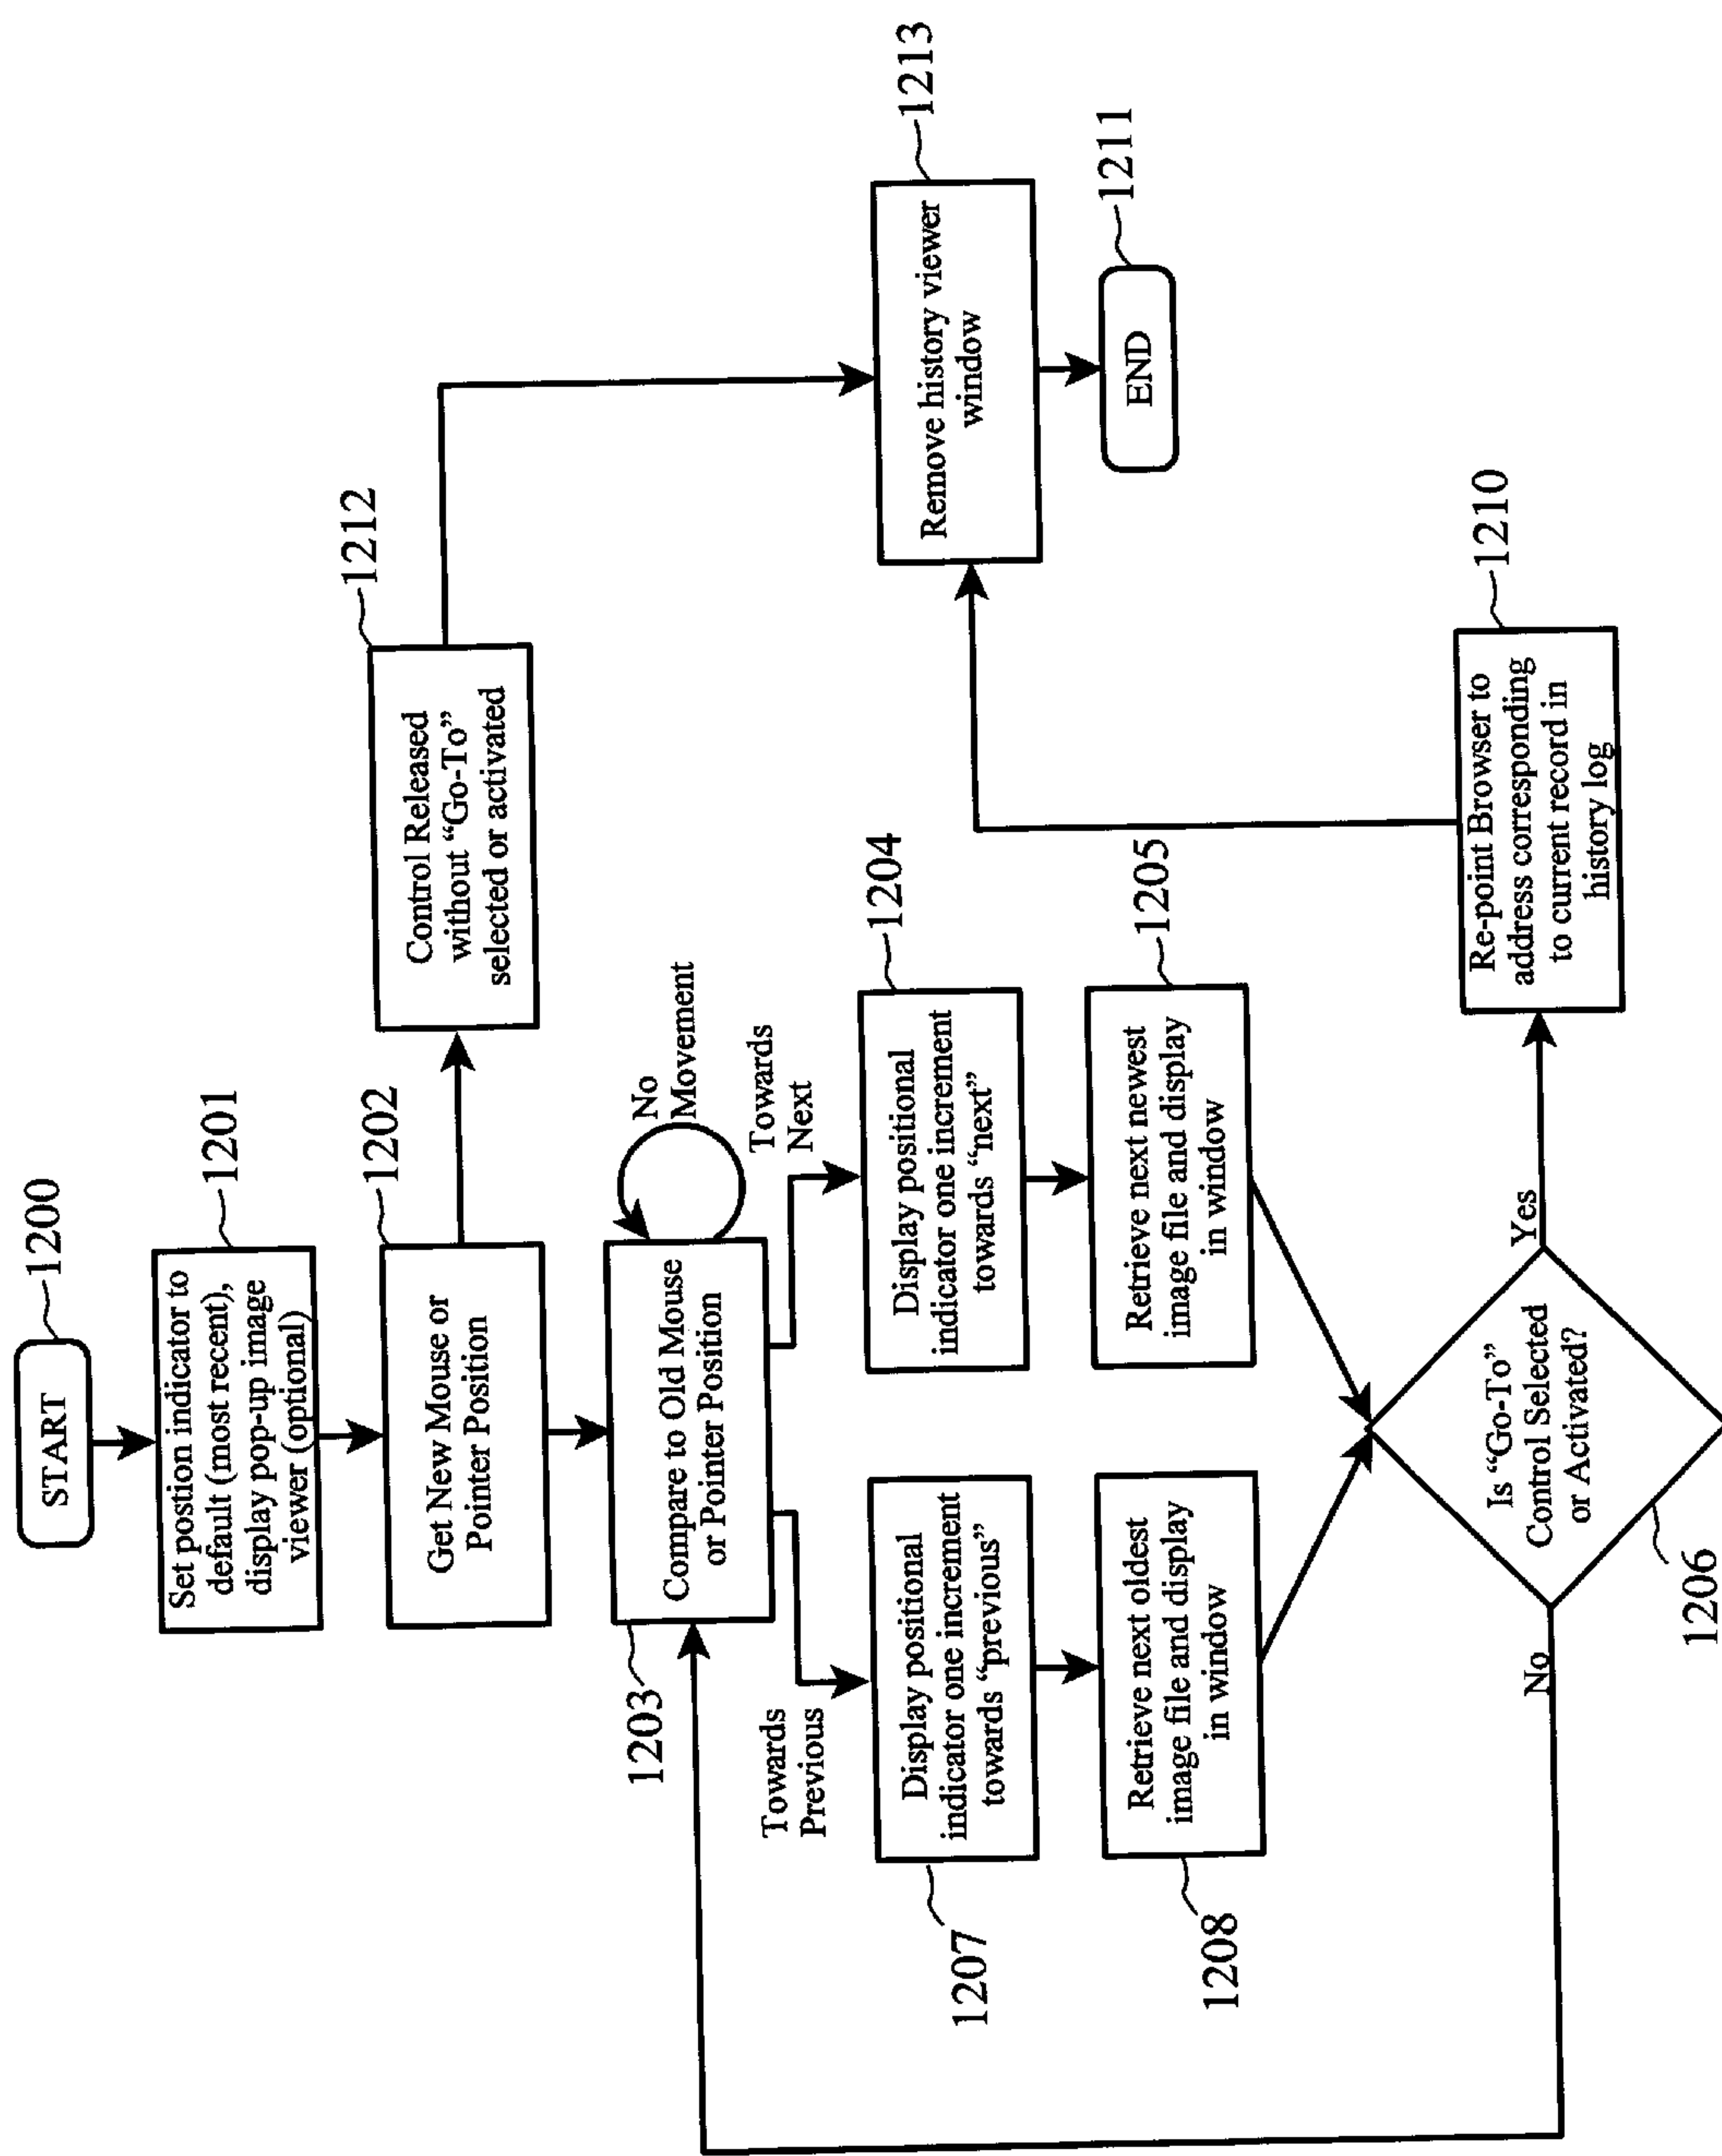 START
1200
Set postion indicator to
default (most recent),
display pop-up image
viewer (optional)
1201
Get New Mouse or
Pointer Position
1202
Control Released
without “Go-To”
selected or activated
1212
Compare to Old Mouse
or Pointer Position
1203
No
Movement
Towards
Previous
Towards
Next
Display positional
indicator one increment
towards “previous”
1207
Display positional
indicator one increment
towards “next”
1204
Retrieve next oldest
image file and display
in window
1208
Retrieve next newest
image file and display
in window
1205
Remove history viewer
window
1213
END
1211
Is “Go-To”
Control Selected
or Activated?
1206
No
Yes
Re-point Browser to
address corresponding
to current record in
history log
1210